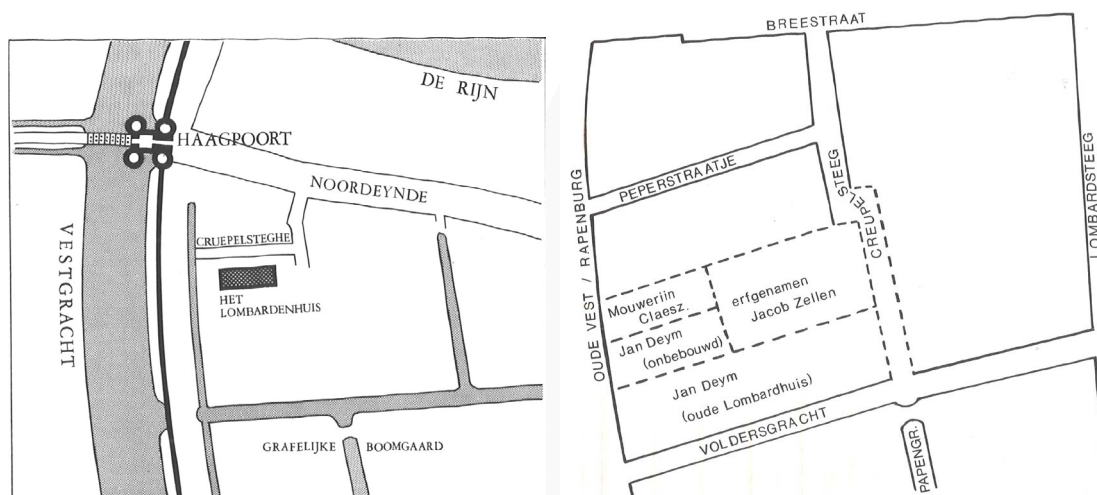 DE RIJN
HAAGPOORT
NOORDEYNDE
VESTGRACHT
CRUEPELSTEGHE
HET
LOMBARDENHUIS
GRAFELIJKE BOOMGAARD
BREESTRAAT
PEPERSTRAATJE
CREUPELSTEEG
OUDE VEST / RAPENBURG
LOMBARDSTEEG
Mouweriin
Claesz.
erfgenamen
Jacob Zellen
Jan Deym
(onbebouwd)
Jan Deym
(oude Lombardhuis)
VOLDERSGRACHT
PAPENGR.